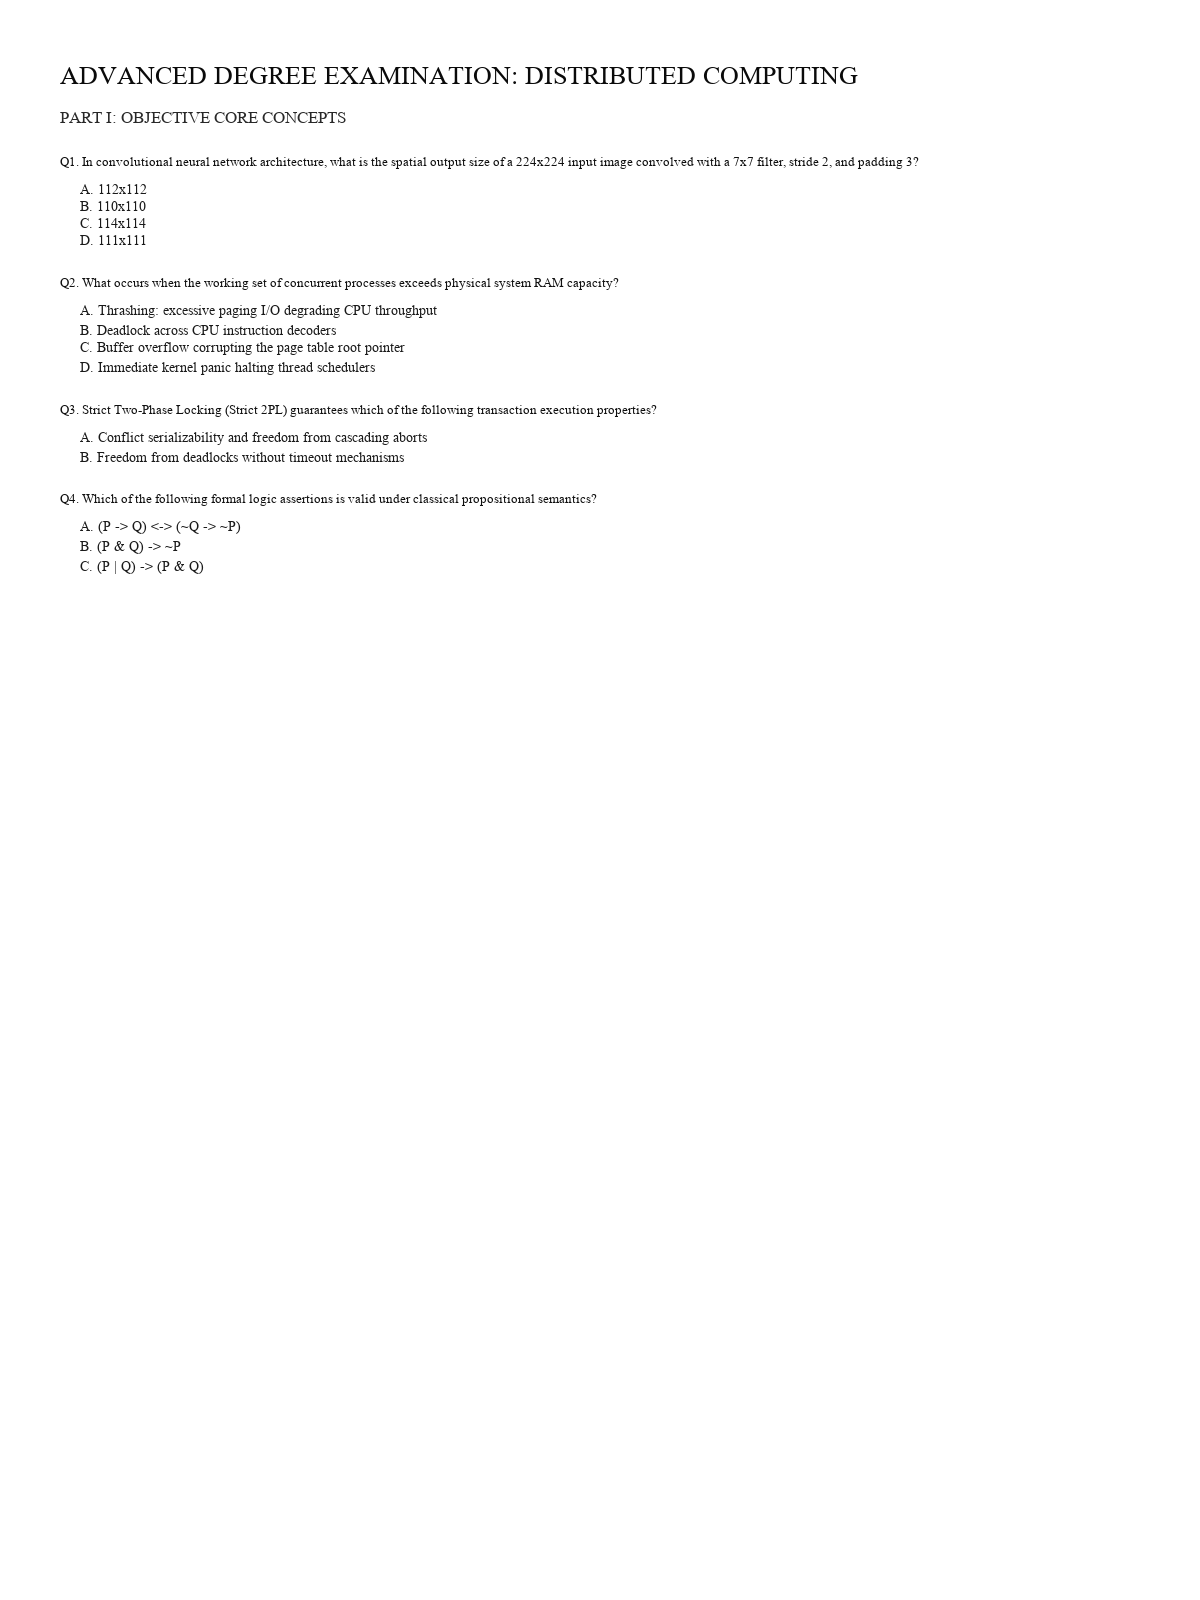 ADVANCED DEGREE EXAMINATION: DISTRIBUTED COMPUTING
PART I: OBJECTIVE CORE CONCEPTS
Q1. In convolutional neural network architecture, what is the spatial output size of a 224x224 input image convolved with a 7x7 filter, stride 2, and padding 3?
A. 112x112
B. 110x110
C. 114x114
D. 111x111
Q2. What occurs when the working set of concurrent processes exceeds physical system RAM capacity?
A. Thrashing: excessive paging I/O degrading CPU throughput
B. Deadlock across CPU instruction decoders
C. Buffer overflow corrupting the page table root pointer
D. Immediate kernel panic halting thread schedulers
Q3. Strict Two-Phase Locking (Strict 2PL) guarantees which of the following transaction execution properties?
A. Conflict serializability and freedom from cascading aborts
B. Freedom from deadlocks without timeout mechanisms
Q4. Which of the following formal logic assertions is valid under classical propositional semantics?
A. (P -> Q) <-> (~Q -> ~P)
B. (P & Q) -> ~P
C. (P | Q) -> (P & Q)